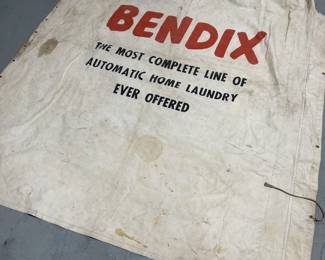 BENDIX
THE MOST COMPLETE LINE OF
AUTOMATIC HOME LAUNDRY
EVER OFFERED